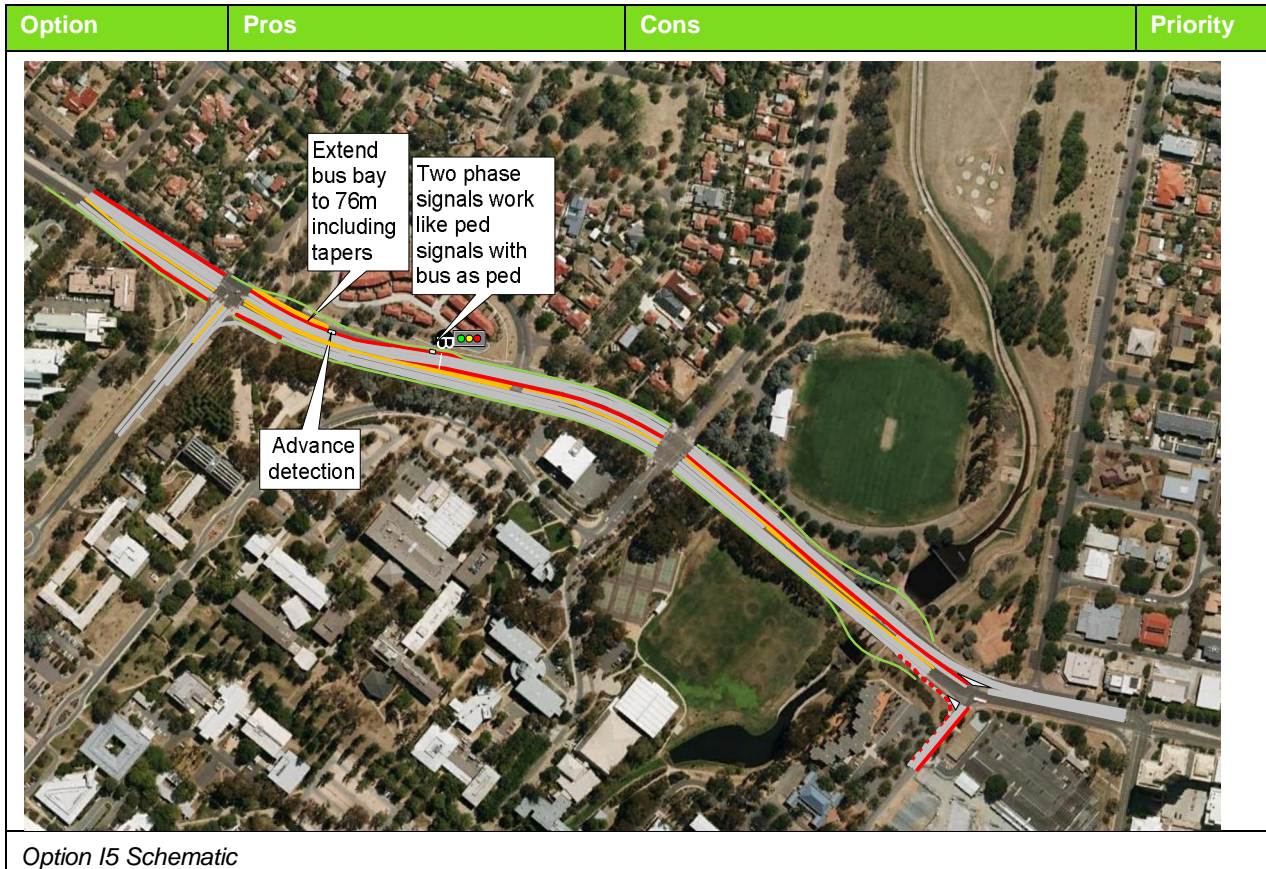 Option Pros Cons Priority
Extend
bus bay
to 76m
including
tapers
Two phase
signals work
like ped
signals with
bus as ped
B
Advance
detection
Option I5 Schematic